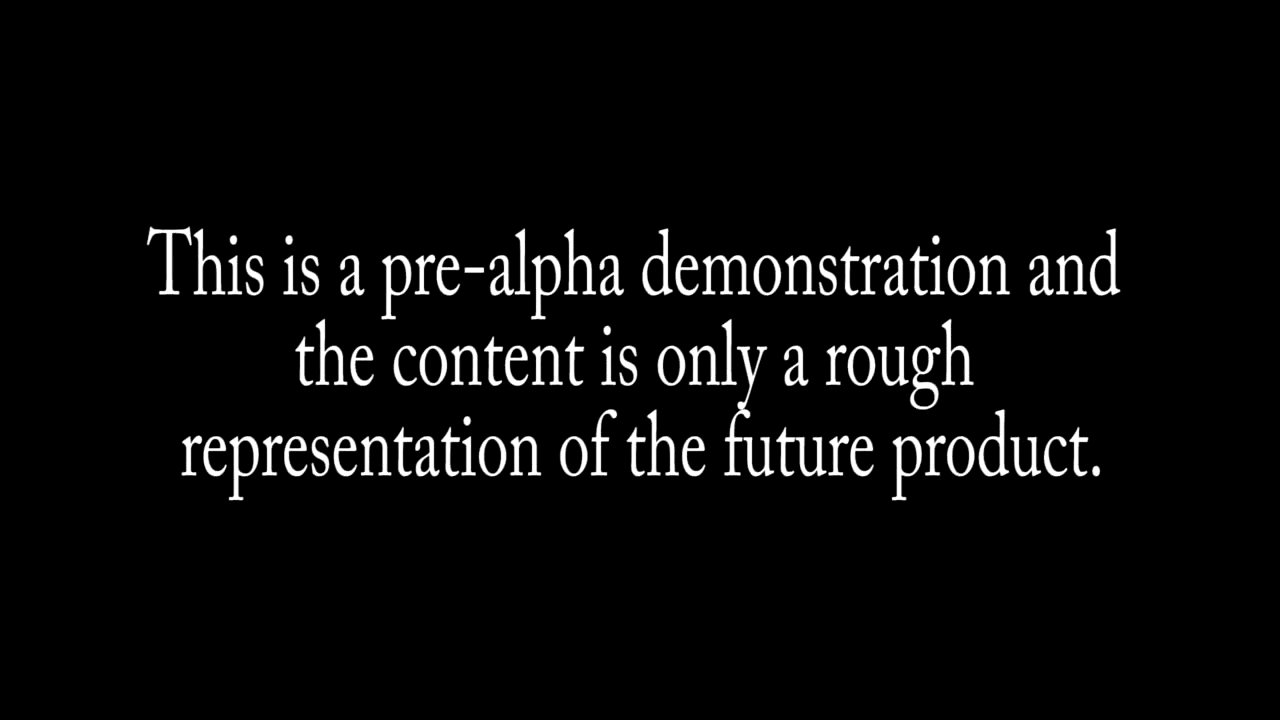 This is a pre-alpha demonstration and
the content is only a rough
representation of the future product.